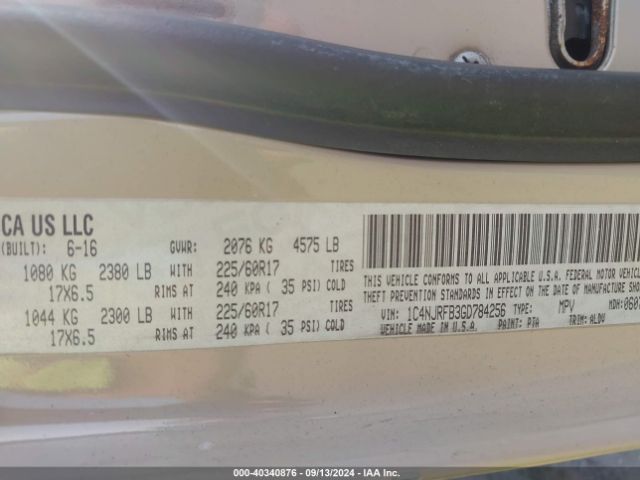 CA US LLC
(BUILT): 6-16 GVWR: 2076 KG 4575 LB
1080 KG 2380 LB WITH 225/60R17 TIRES
17X6.5 RIMS AT 240 KPA ( 35 PSI) COLD
1044 KG 2300 LB WITH 225/60R17 TIRES
17X6.5 RIMS AT 240 KPA ( 35 PSI) COLD
THIS VEHICLE CONFORMS TO ALL APPLICABLE U.S.A. FEDERAL MOTOR VEHIC
THEFT PREVENTION STANDARDS IN EFFECT ON THE DATE OF MANUFACTURE SHO
VIN: 1C4NJRFB3GD784256 TYPE: MPV MDH: 060
VEHICLE MADE IN U.S.A. PAINT: PTA TRIM: ALDV
000-40340876 - 09/13/2024 - IAA Inc.